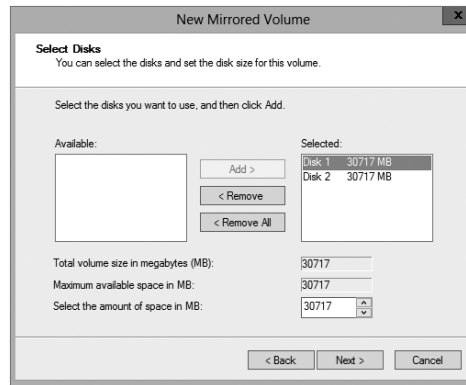 New Mirrored Volume
x
Select Disks
You can select the disks and set the disk size for this volume.
Select the disks you want to use, and then click Add.
Available:
Selected:
Add >
< Remove
< Remove All
Disk 1 30717 MB
Disk 2 30717 MB
Total volume size in megabytes (MB): 30717
Maximum available space in MB: 30717
Select the amount of space in MB: 30717
< Back Next > Cancel